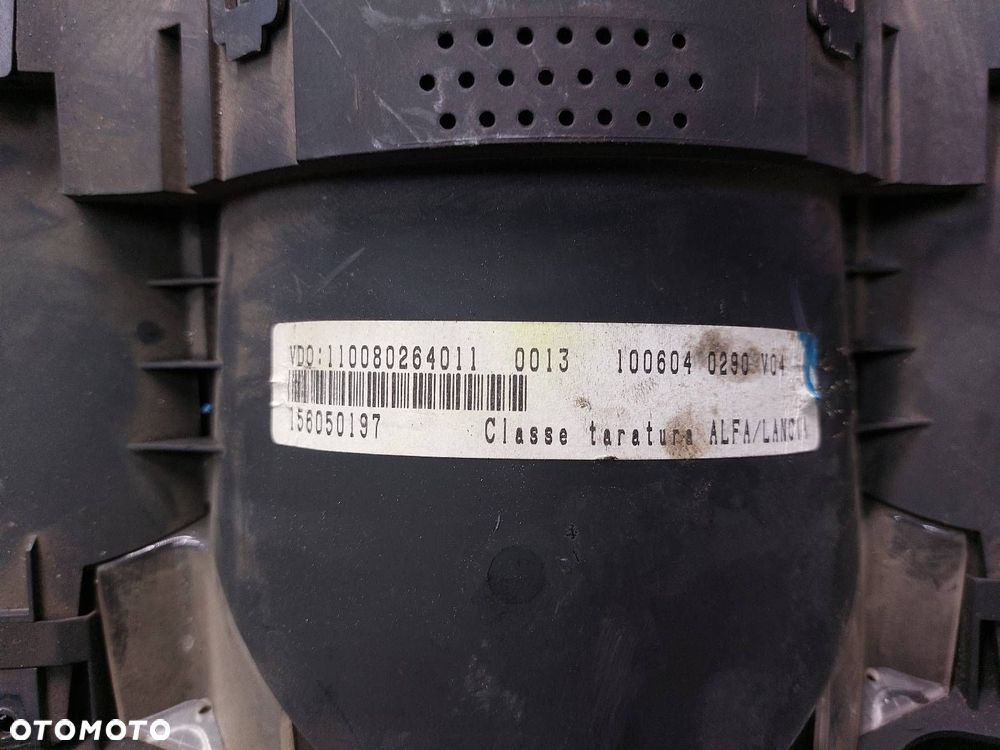 VDO:110080264011 0013 100604 0290 V04
156050197 Classe taratura ALFA/LANCIA
OTOMOTO